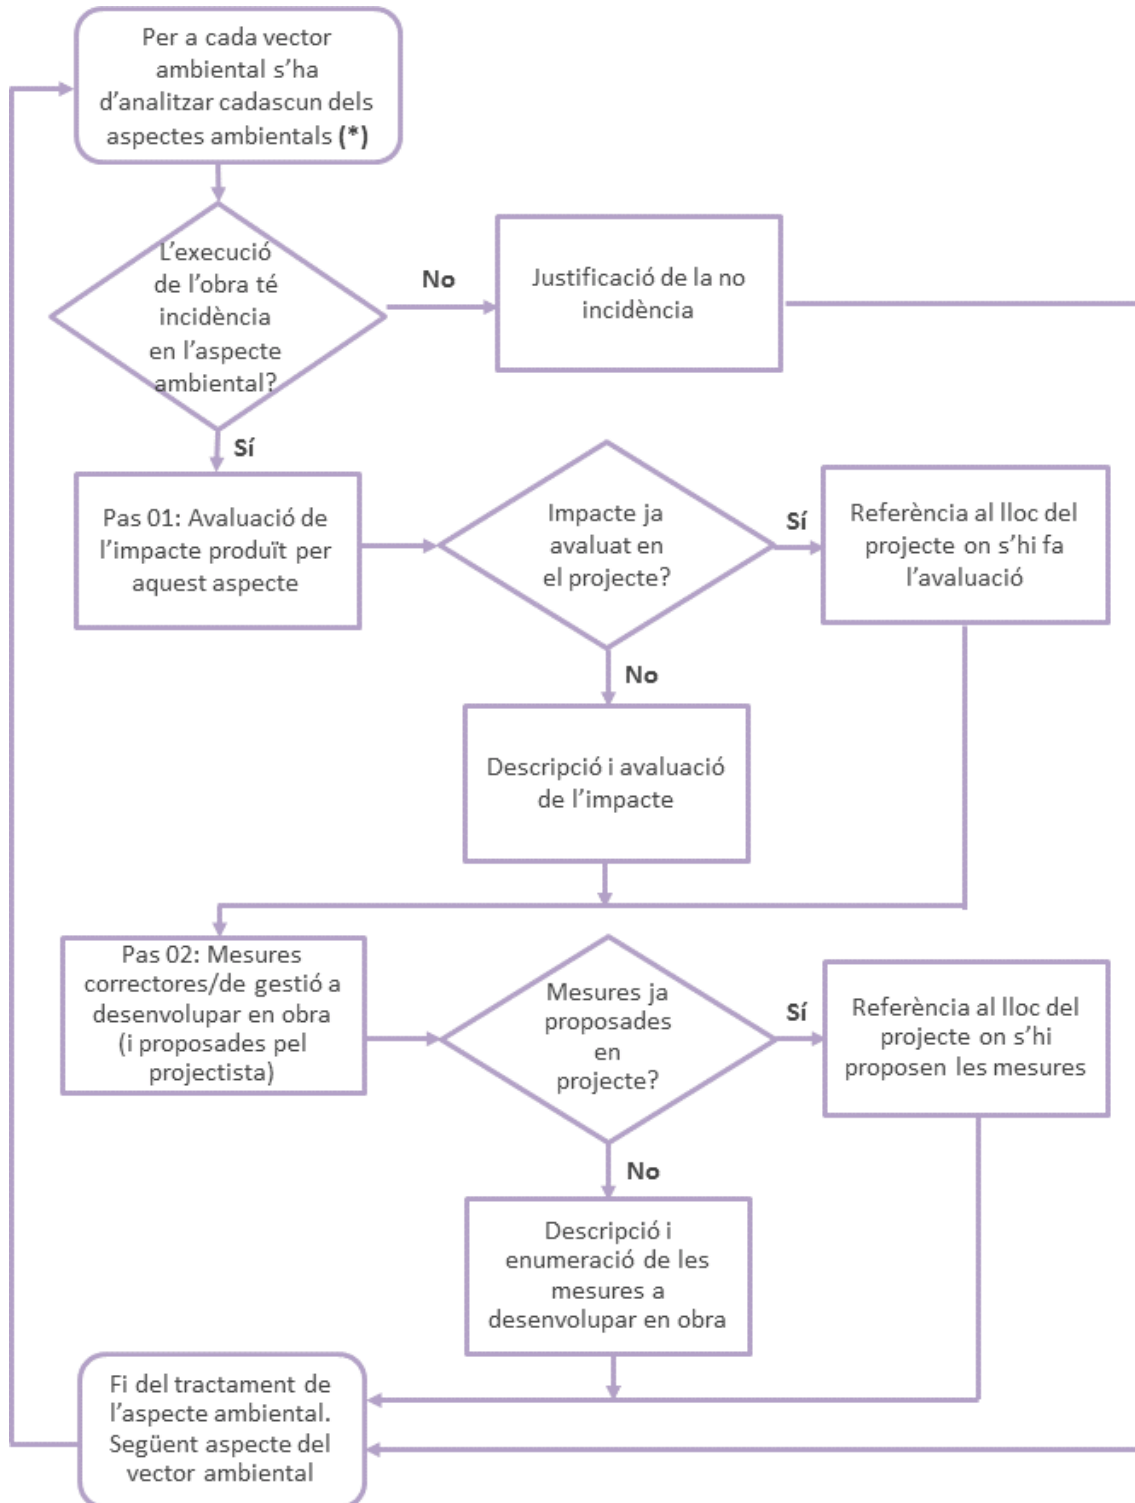 Per a cada vector
ambiental s’ha
d’analitzar cadascun dels
aspectes ambientals (*)
L’execució
de l’obra té
incidència
en l’aspecte
ambiental?
No
Justificació de la no
incidència
Sí
Pas 01: Avaluació de
l’impacte produït per
aquest aspecte
Impacte ja
avaluat en
el projecte?
Sí
Referència al lloc del
projecte on s’hi fa
l’avaluació
No
Descripció i avaluació
de l’impacte
Pas 02: Mesures
correctores/de gestió a
desenvolupar en obra
(i proposades pel
projectista)
Mesures ja
proposades
en
projecte?
Sí
Referència al lloc del
projecte on s’hi
proposen les mesures
No
Descripció i
enumeració de les
mesures a
desenvolupar en obra
Fi del tractament de
l’aspecte ambiental.
Següent aspecte del
vector ambiental